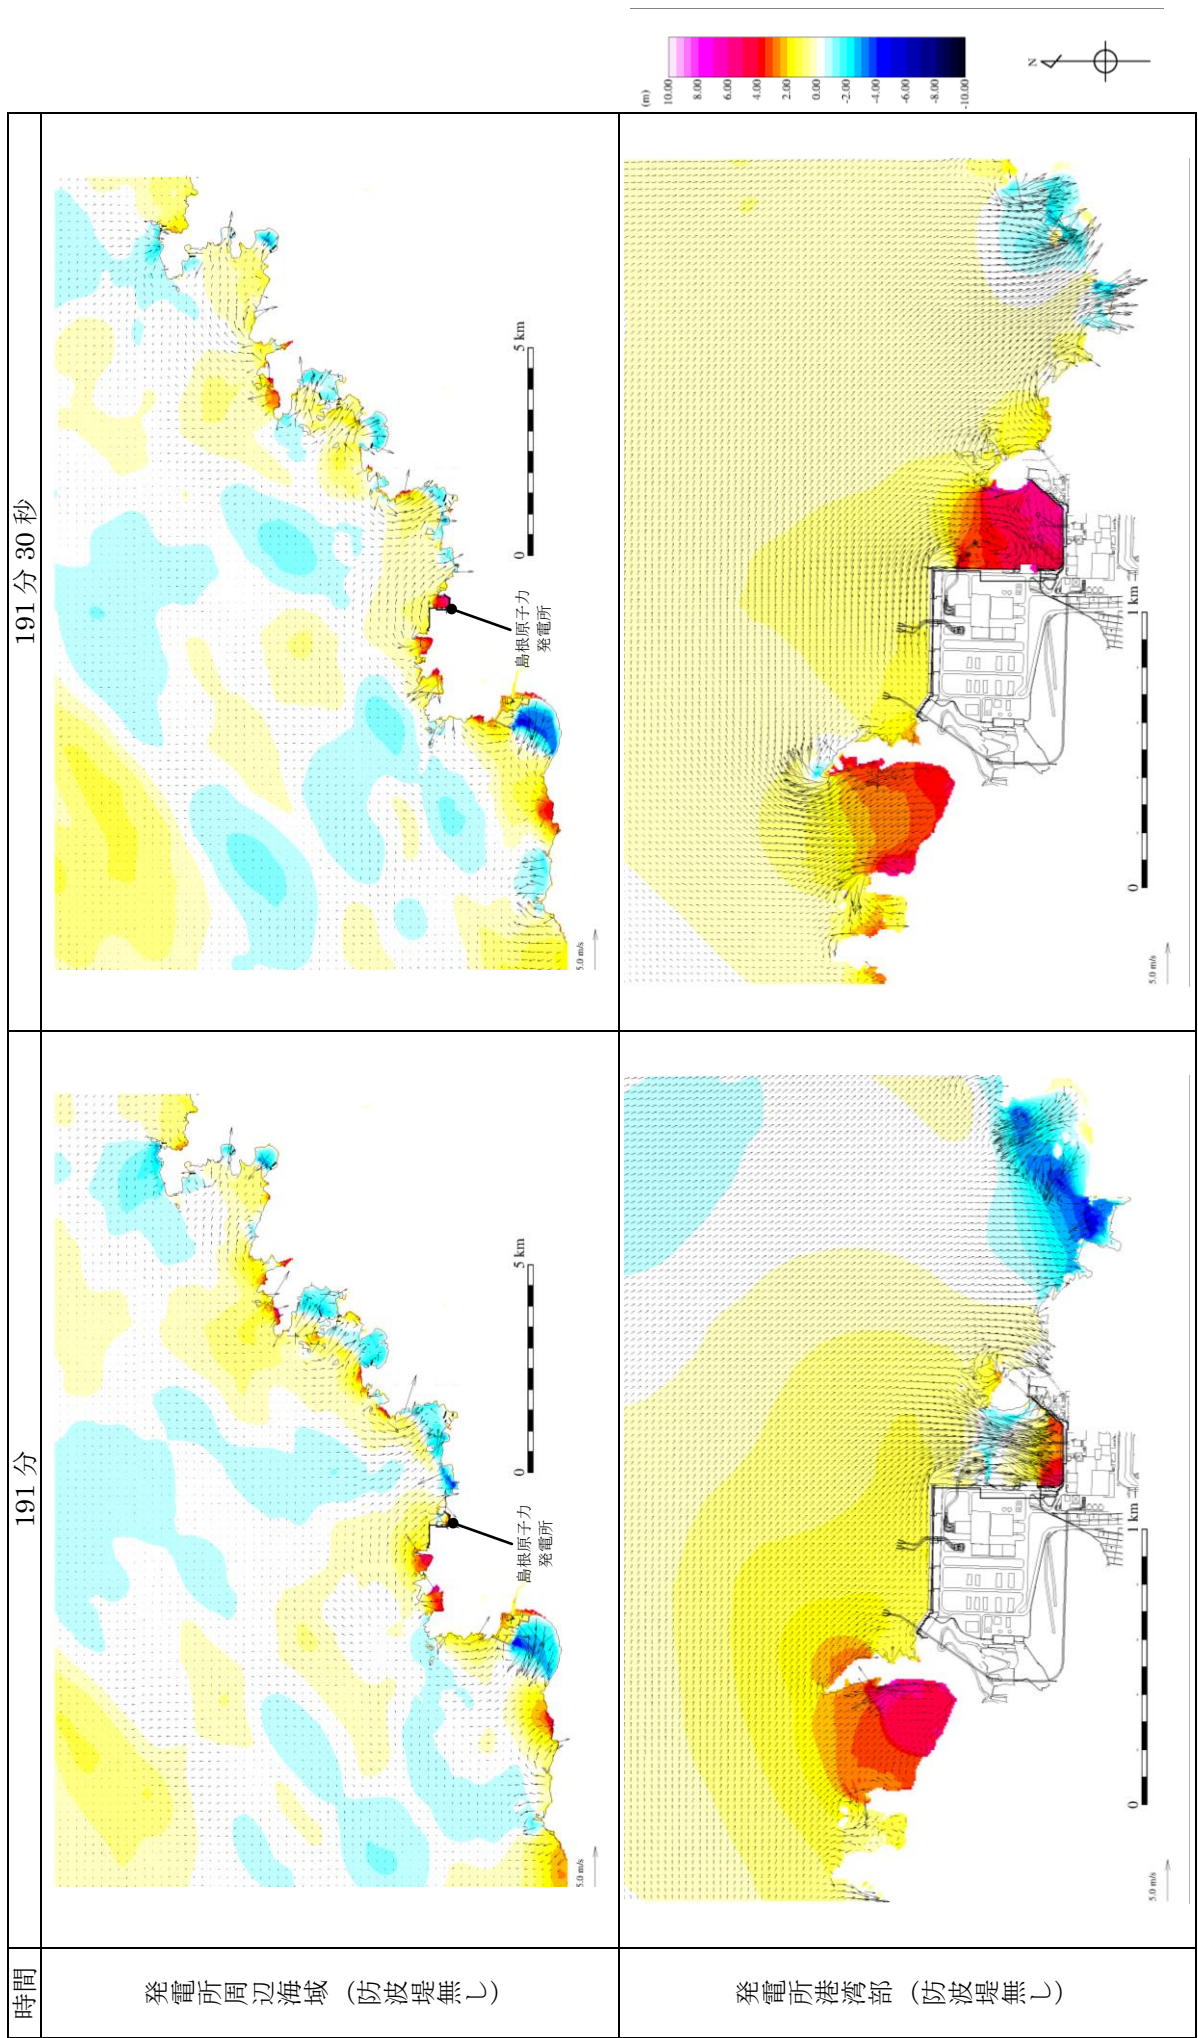 時間
191分
191分30秒
発電所周辺海域（防波堤無し）
島根原子力
発電所
0
5 km
5.0 m/s
島根原子力
発電所
0
5 km
5.0 m/s
発電所港湾部（防波堤無し）
0
1 km
5.0 m/s
0
1 km
5.0 m/s
(m)
10.00
8.00
6.00
4.00
2.00
0.00
-2.00
-4.00
-6.00
-8.00
-10.00
N